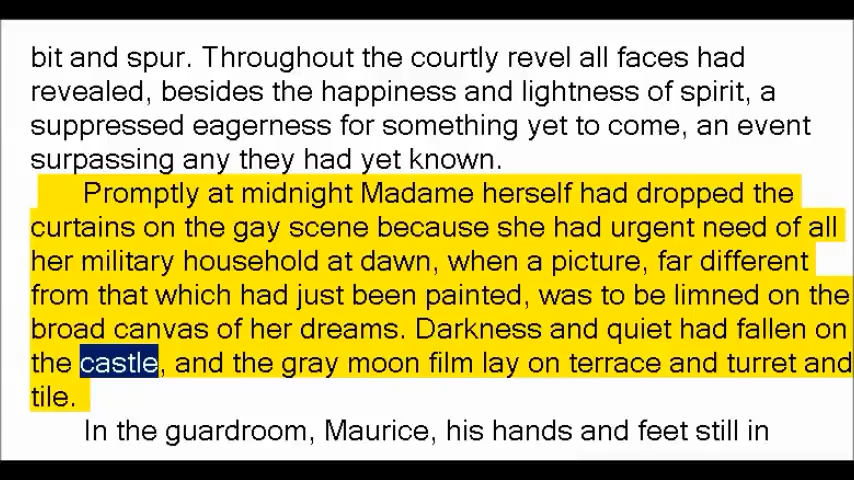 bit and spur. Throughout the courtly revel all faces had
revealed, besides the happiness and lightness of spirit, a
suppressed eagerness for something yet to come, an event
surpassing any they had yet known.
Promptly at midnight Madame herself had dropped the
curtains on the gay scene because she had urgent need of all
her military household at dawn, when a picture, far different
from that which had just been painted, was to be limned on the
broad canvas of her dreams. Darkness and quiet had fallen on
the castle, and the gray moon film lay on terrace and turret and
tile.
In the guardroom, Maurice, his hands and feet still in